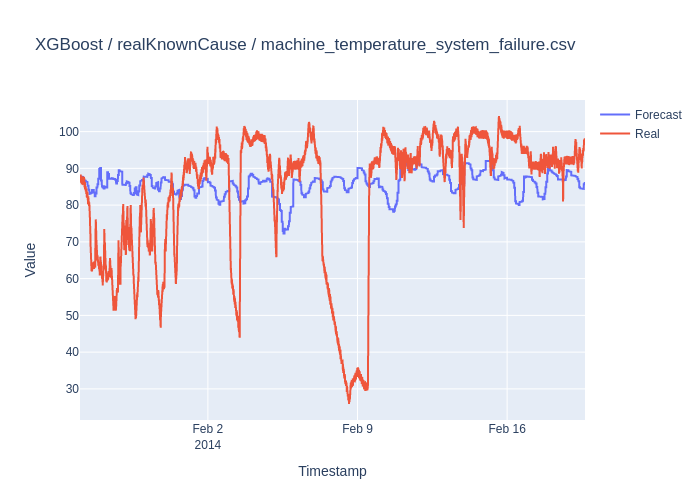 XGBoost / realKnownCause / machine_temperature_system_failure.csv
Forecast
Real
100
90
80
70
60
50
40
30
Value
Feb 2
2014
Feb 9
Feb 16
Timestamp